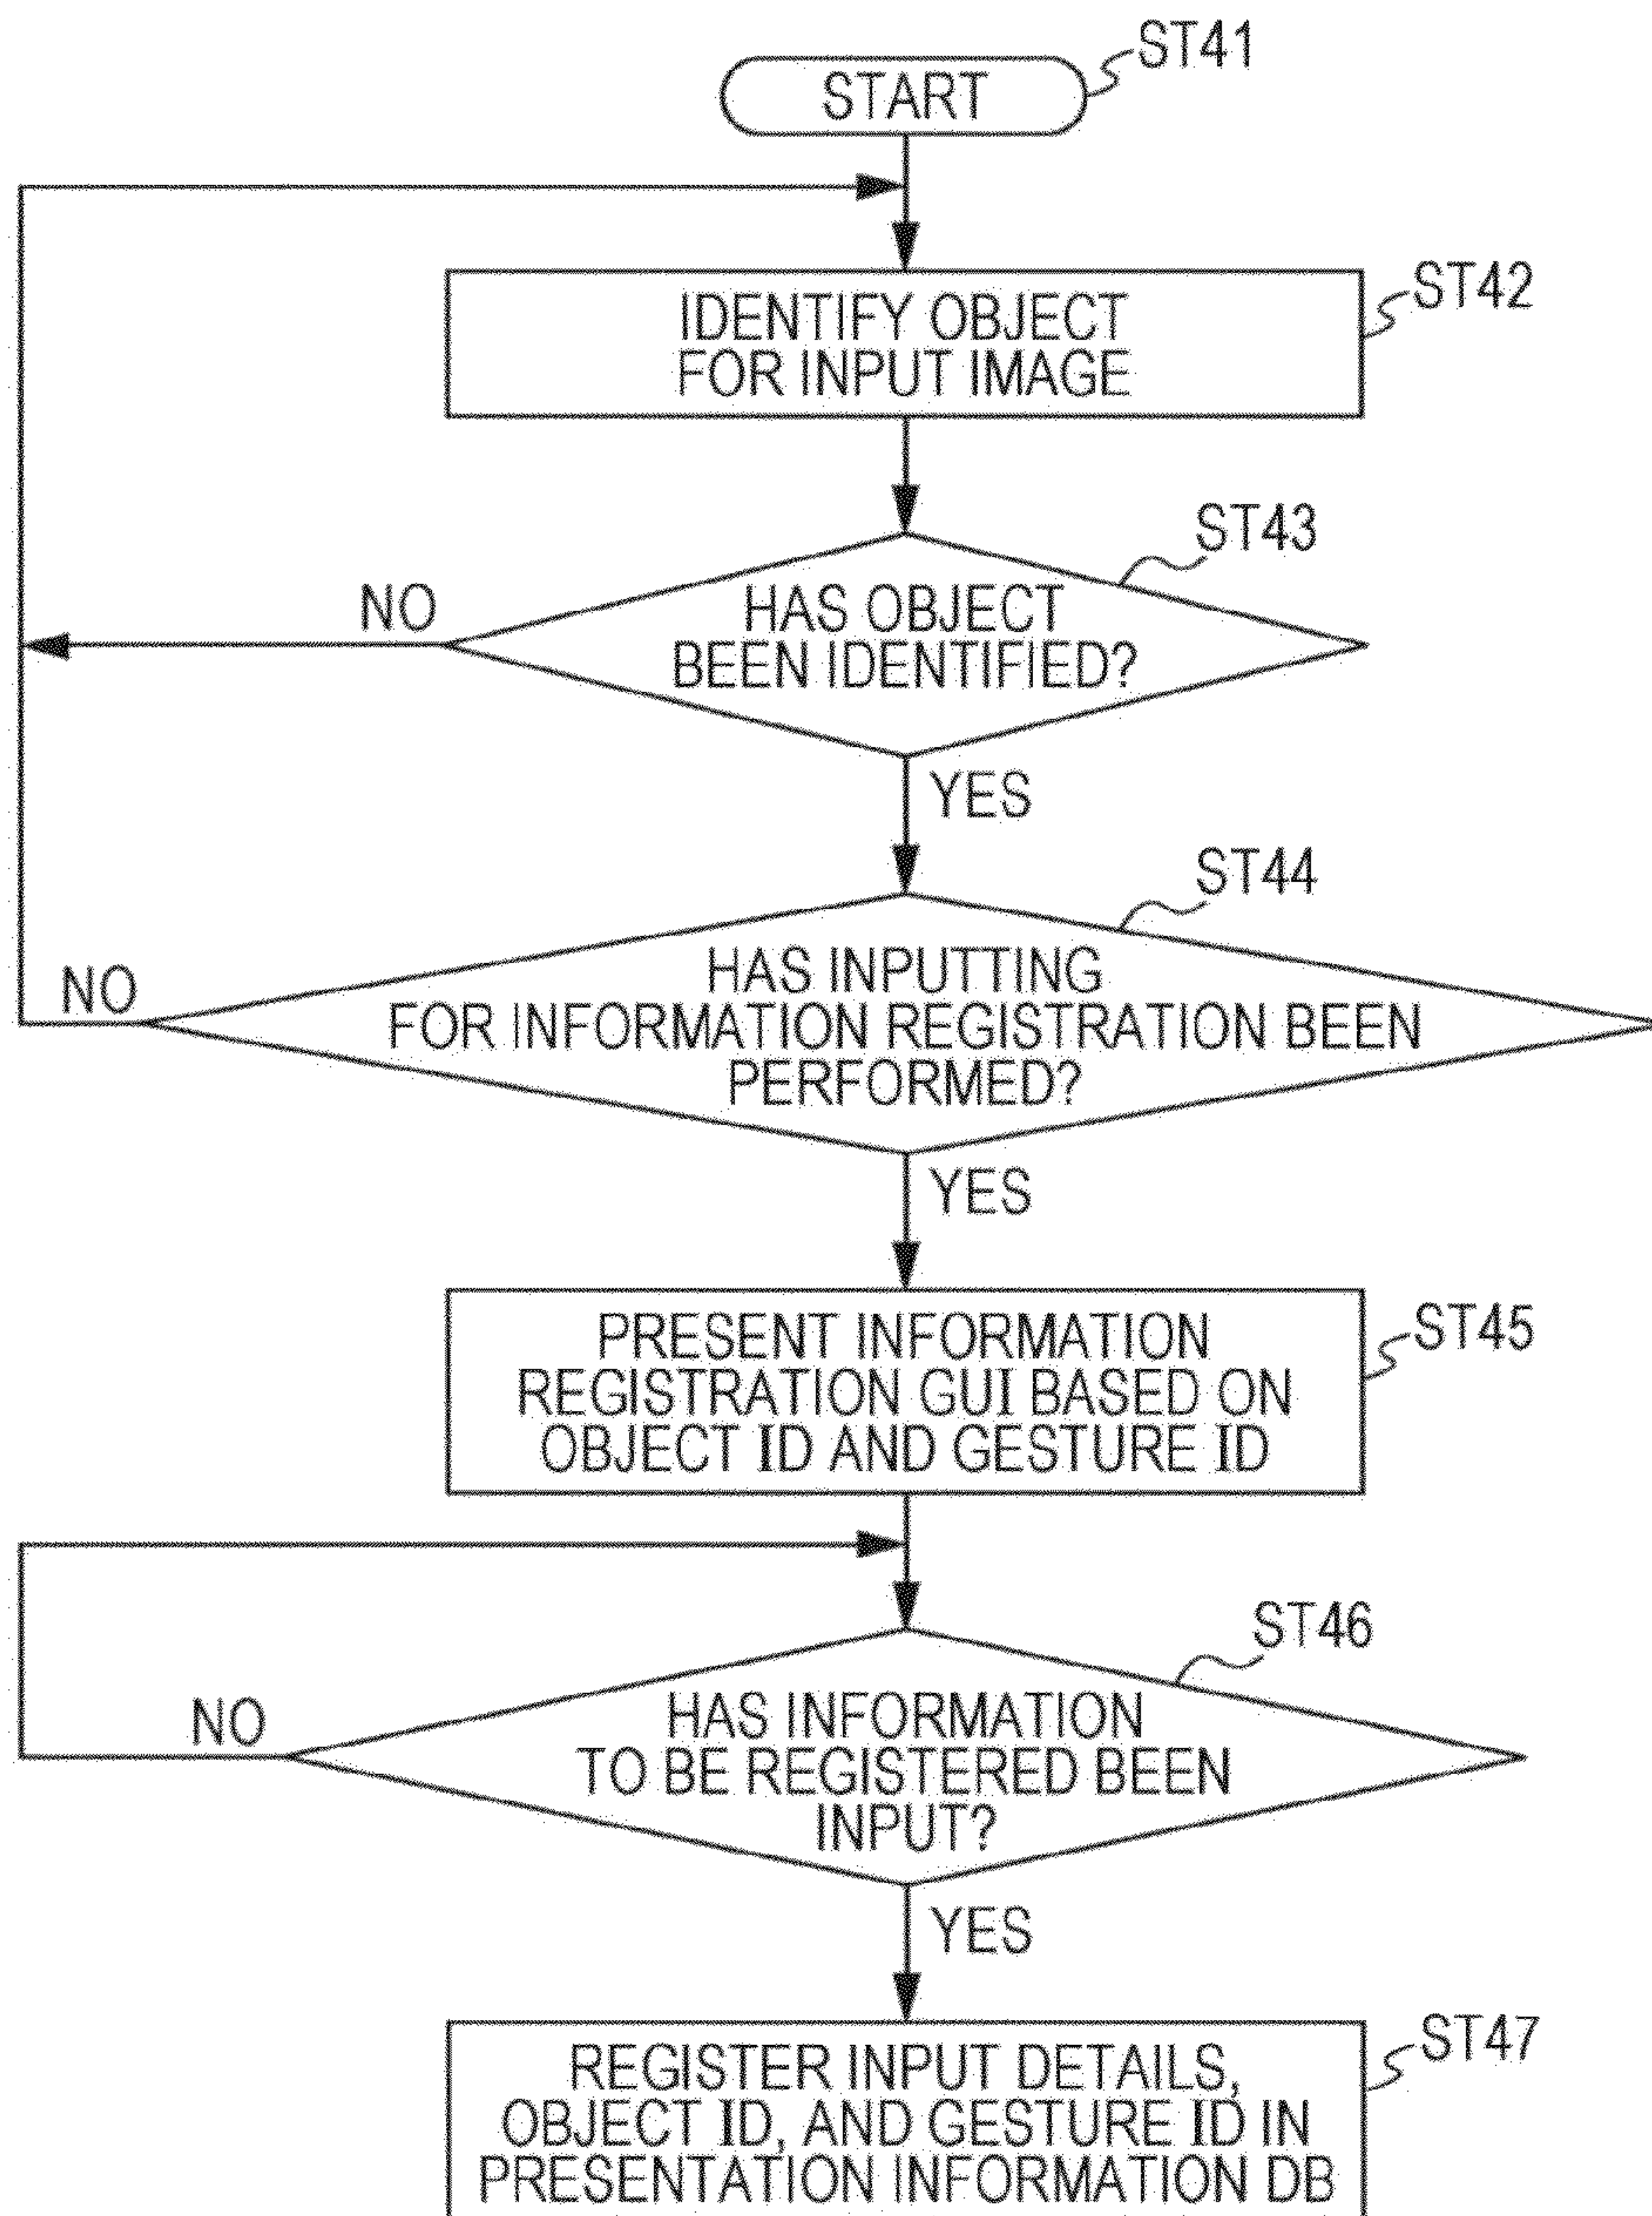 ST41
START
ST42
IDENTIFY OBJECT
FOR INPUT IMAGE
ST43
NO
HAS OBJECT
BEEN IDENTIFIED?
YES
ST44
NO
HAS INPUTTING
FOR INFORMATION REGISTRATION BEEN
PERFORMED?
YES
ST45
PRESENT INFORMATION
REGISTRATION GUI BASED ON
OBJECT ID AND GESTURE ID
ST46
NO
HAS INFORMATION
TO BE REGISTERED BEEN
INPUT?
YES
ST47
REGISTER INPUT DETAILS,
OBJECT ID, AND GESTURE ID IN
PRESENTATION INFORMATION DB